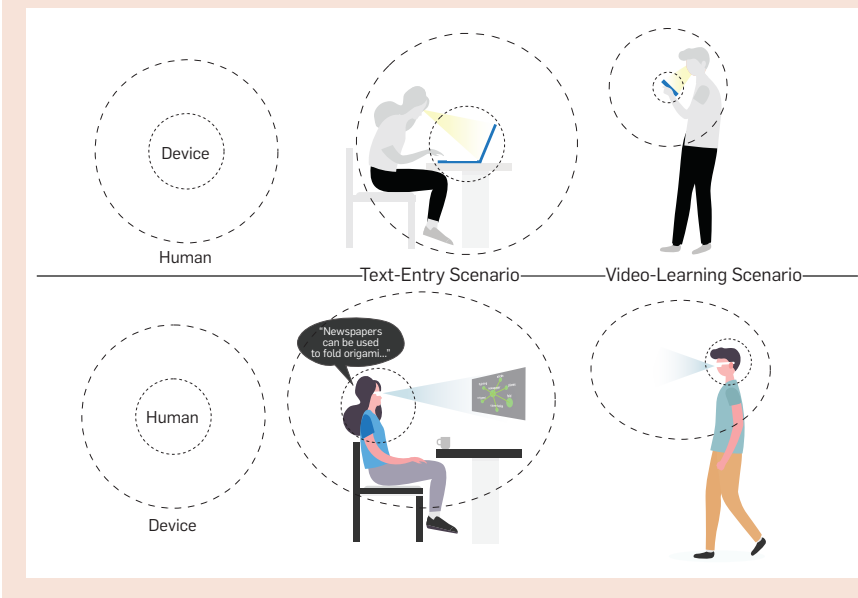 Device
Human
Text-Entry Scenario
Video-Learning Scenario
"Newspapers
can be used
to fold origami..."
Human
Device